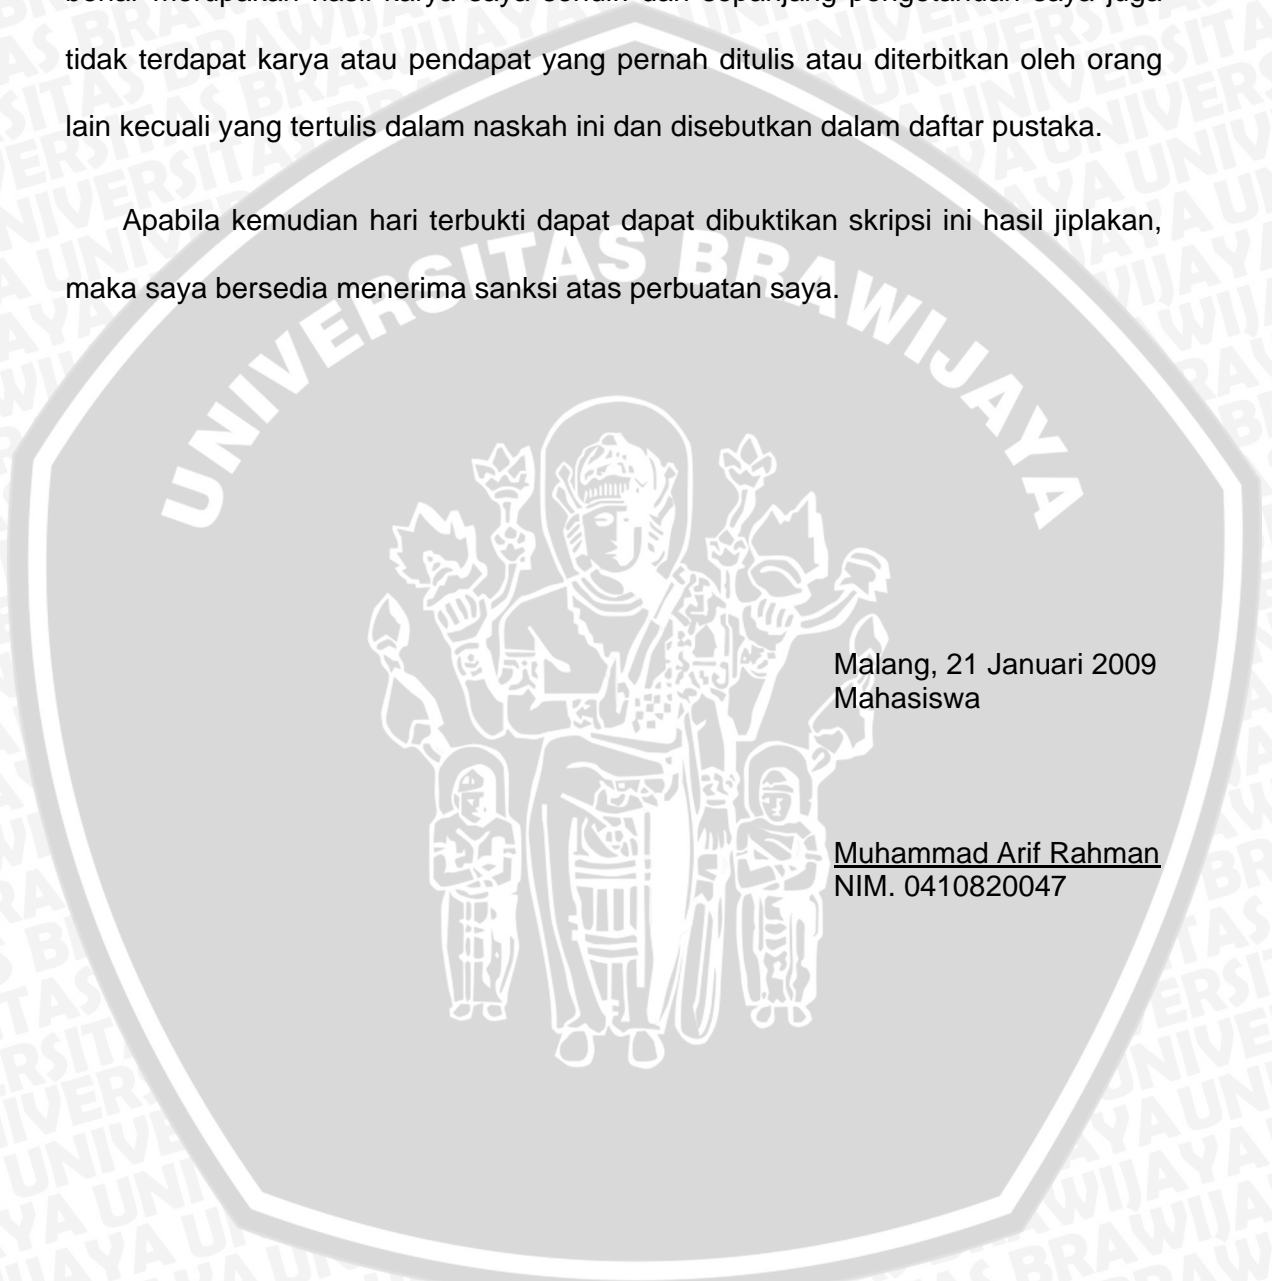 tidak terdapat karya atau pendapat yang pernah ditulis atau diterbitkan oleh orang
lain kecuali yang tertulis dalam naskah ini dan disebutkan dalam daftar pustaka.
Apabila kemudian hari terbukti dapat dapat dibuktikan skripsi ini hasil jiplakan,
maka saya bersedia menerima sanksi atas perbuatan saya.
UNIVERSITAS BRAWIJAYA
Malang, 21 Januari 2009
Mahasiswa
Muhammad Arif Rahman
NIM. 0410820047